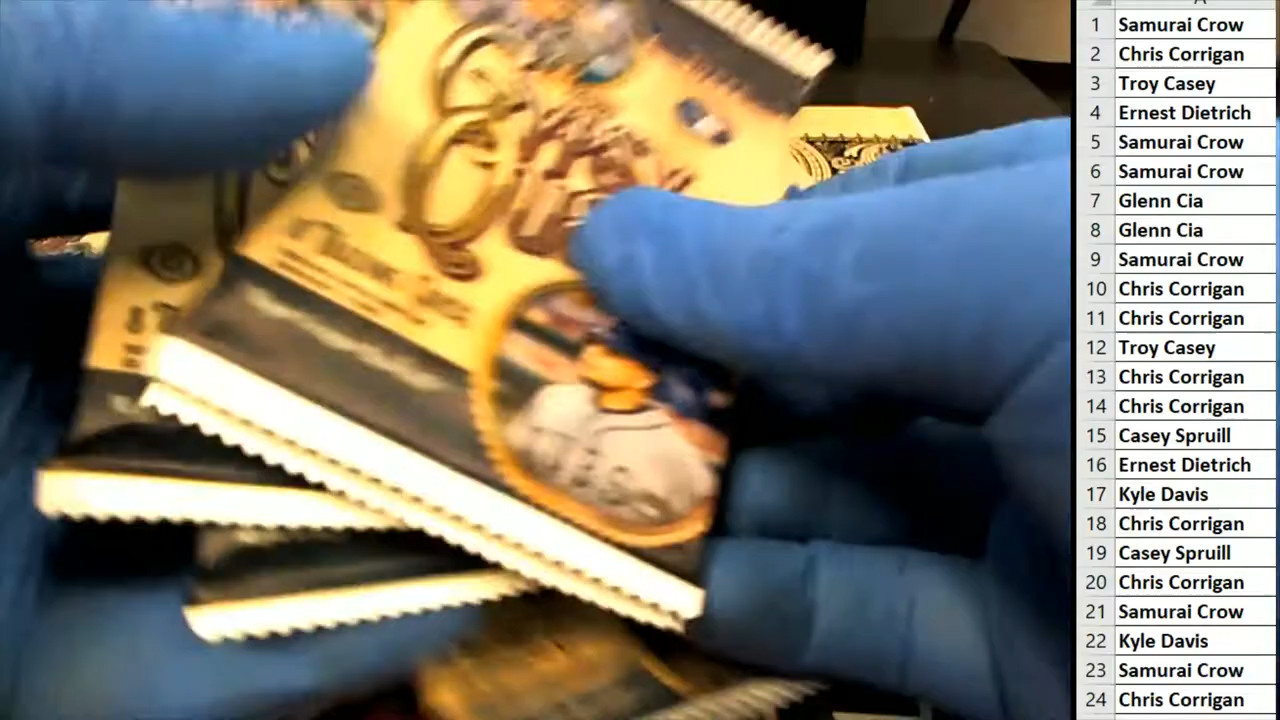 A
1 Samurai Crow
2 Chris Corrigan
3 Troy Casey
4 Ernest Dietrich
5 Samurai Crow
6 Samurai Crow
7 Glenn Cia
8 Glenn Cia
9 Samurai Crow
10 Chris Corrigan
11 Chris Corrigan
12 Troy Casey
13 Chris Corrigan
14 Chris Corrigan
15 Casey Spruill
16 Ernest Dietrich
17 Kyle Davis
18 Chris Corrigan
19 Casey Spruill
20 Chris Corrigan
21 Samurai Crow
22 Kyle Davis
23 Samurai Crow
24 Chris Corrigan